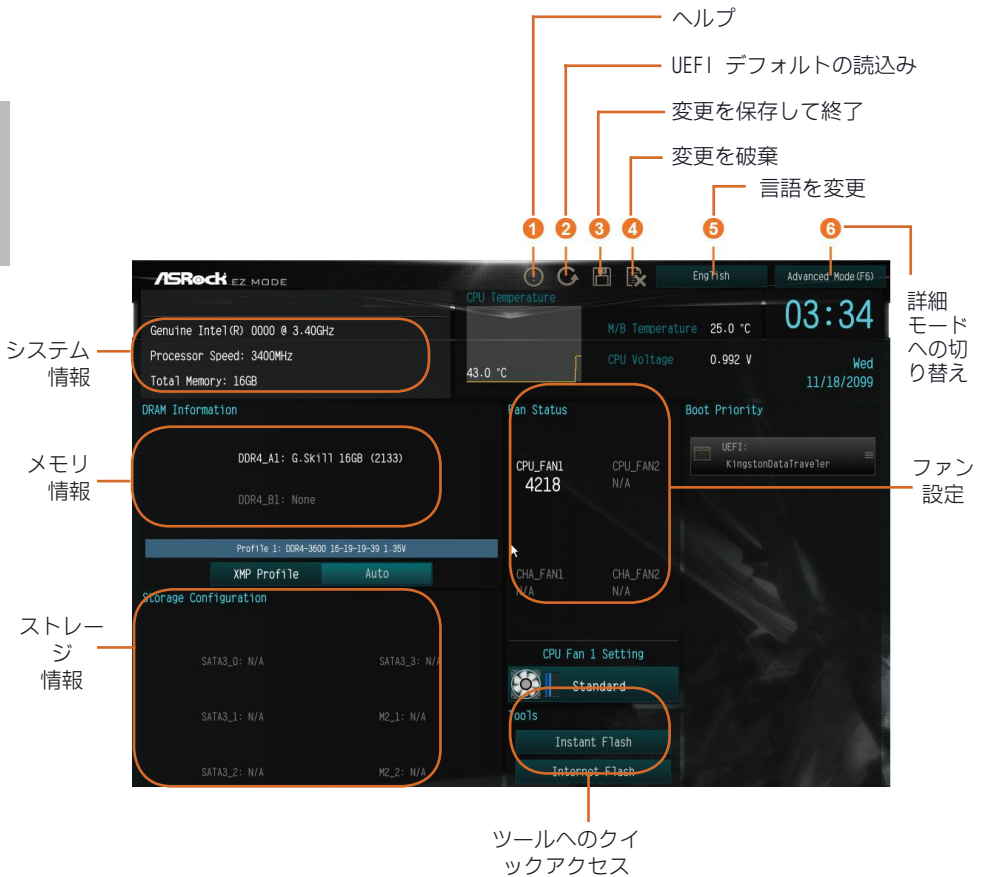 ヘルプ
UEFI デフォルトの読込み
変更を保存して終了
変更を破棄
言語を変更
1 2 3 4 5 6
詳細
モード
への切
り替え
ASRock EZ MODE
English
Advanced Mode(F6)
CPU Temperature
43.0 °C
M/B Temperature 25.0 °C
CPU Voltage 0.992 V
03:34
Wed
11/18/2099
システム
情報
Genuine Intel(R) 0000 @ 3.40GHz
Processor Speed: 3400MHz
Total Memory: 16GB
DRAM Information
メモリ
情報
DDR4_A1: G.Skill 16GB (2133)
DDR4_B1: None
Profile 1: DDR4-3600 16-19-19-39 1.35V
XMP Profile Auto
Storage Configuration
ストレー
ジ
情報
SATA3_0: N/A SATA3_3: N/A
SATA3_1: N/A M2_1: N/A
SATA3_2: N/A M2_2: N/A
Fan Status
CPU_FAN1 CPU_FAN2
4218 N/A
CHA_FAN1 CHA_FAN2
N/A N/A
CPU Fan 1 Setting
Standard
Tools
Instant Flash
Internet Flash
Boot Priority
UEFI:
KingstonDataTraveler
ファン
設定
ツールへのクイ
ックアクセス